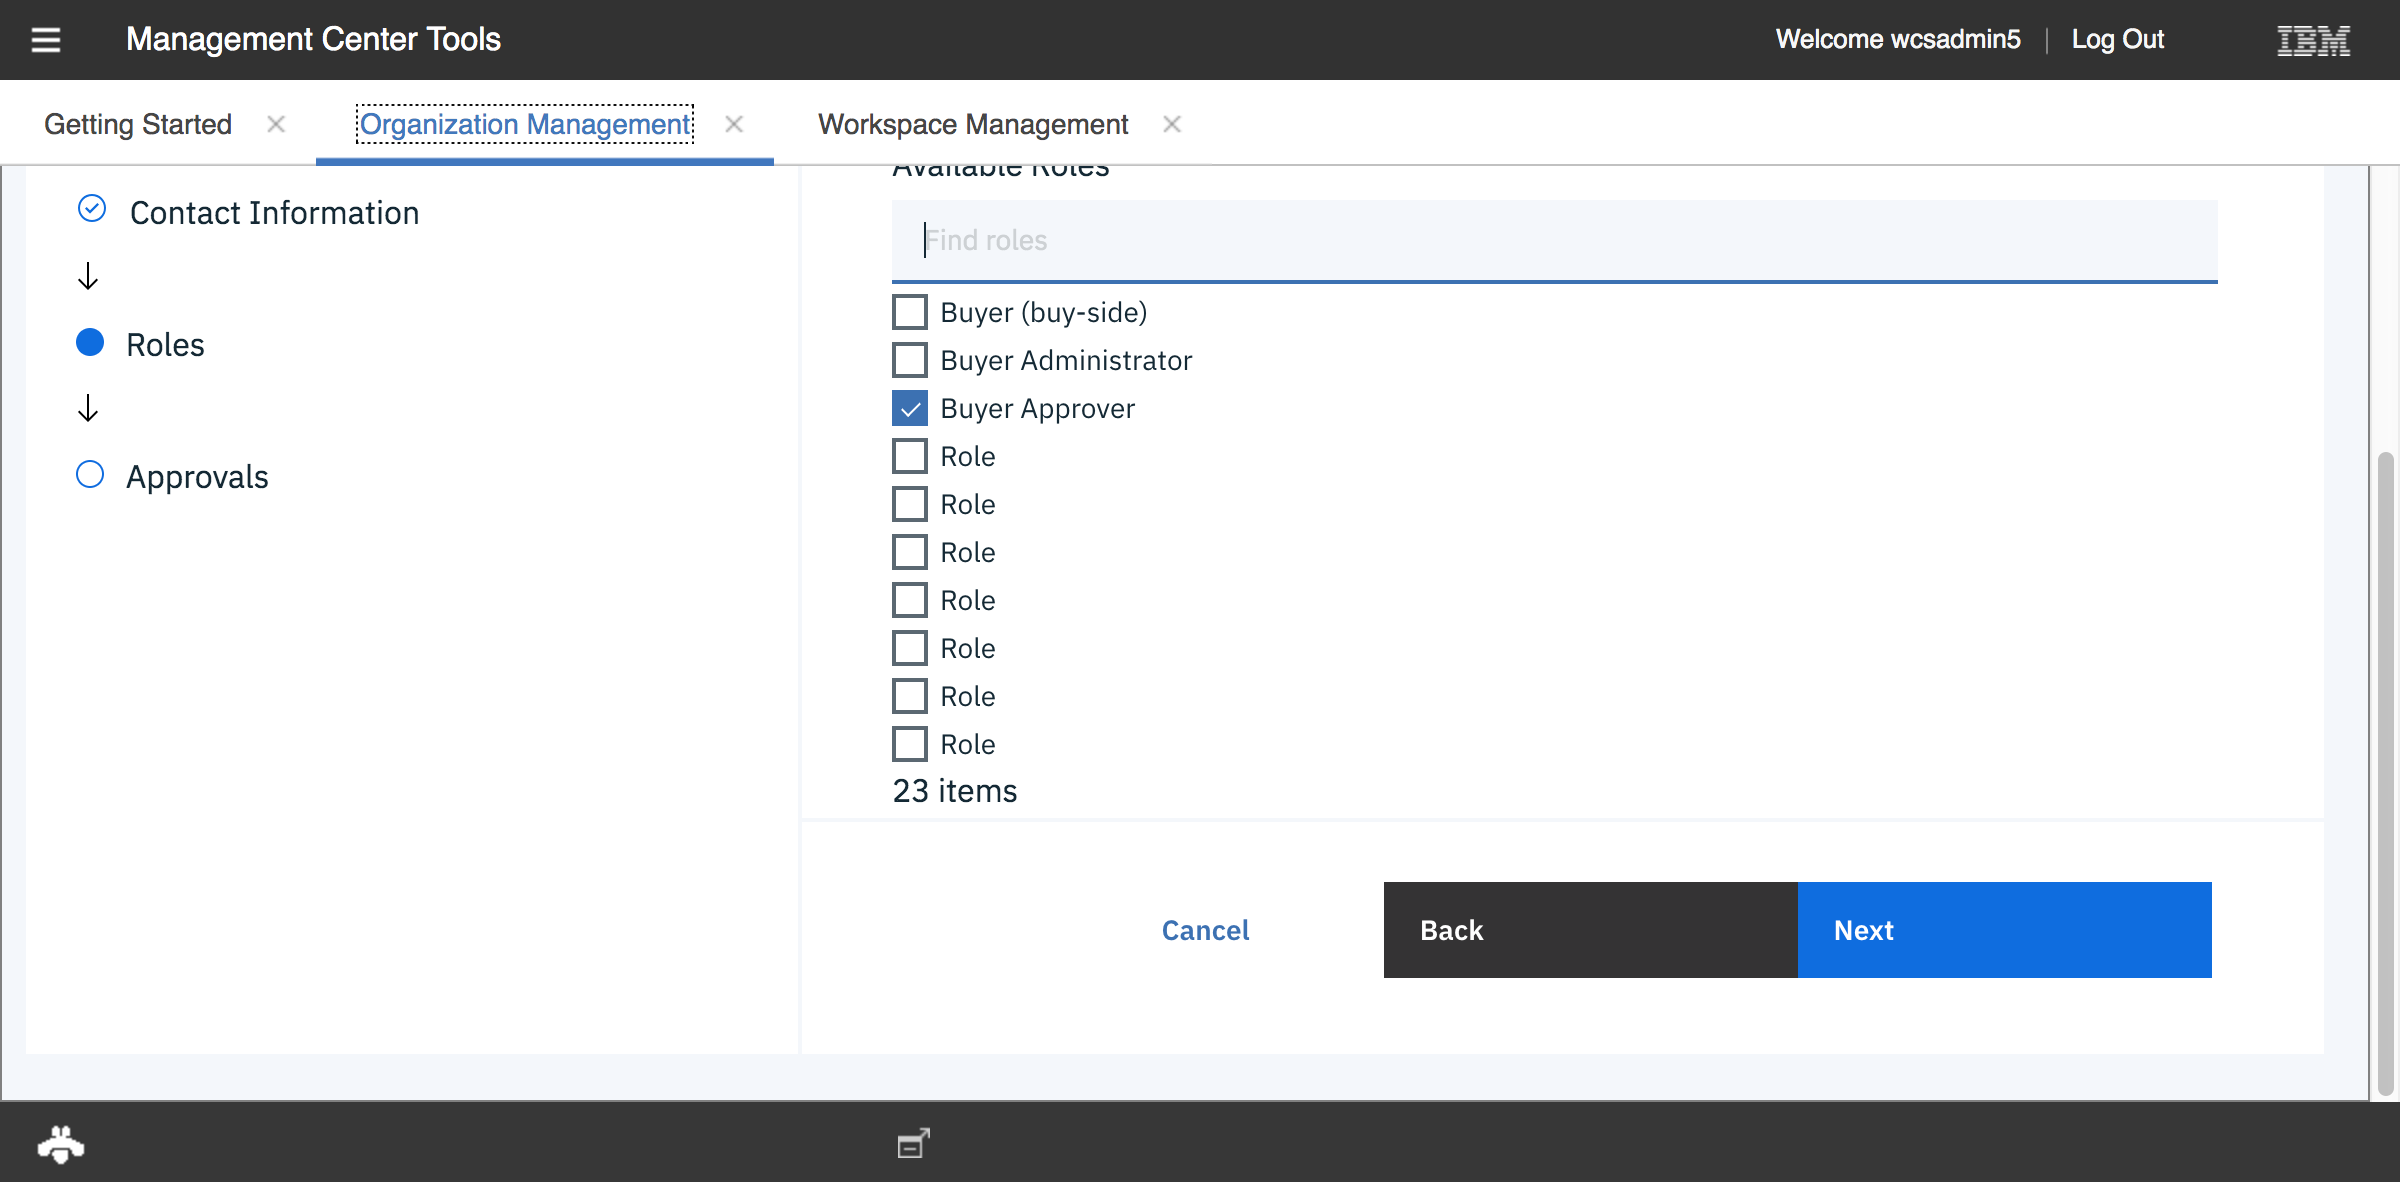 Management Center Tools
Welcome wcsadmin5 | Log Out
IBM
Getting Started
Organization Management
Workspace Management
Available Roles
Contact Information
Find roles
Buyer (buy-side)
Roles
Buyer Administrator
Buyer Approver
Role
Approvals
Role
Role
Role
Role
Role
Role
23 items
Cancel
Back
Next